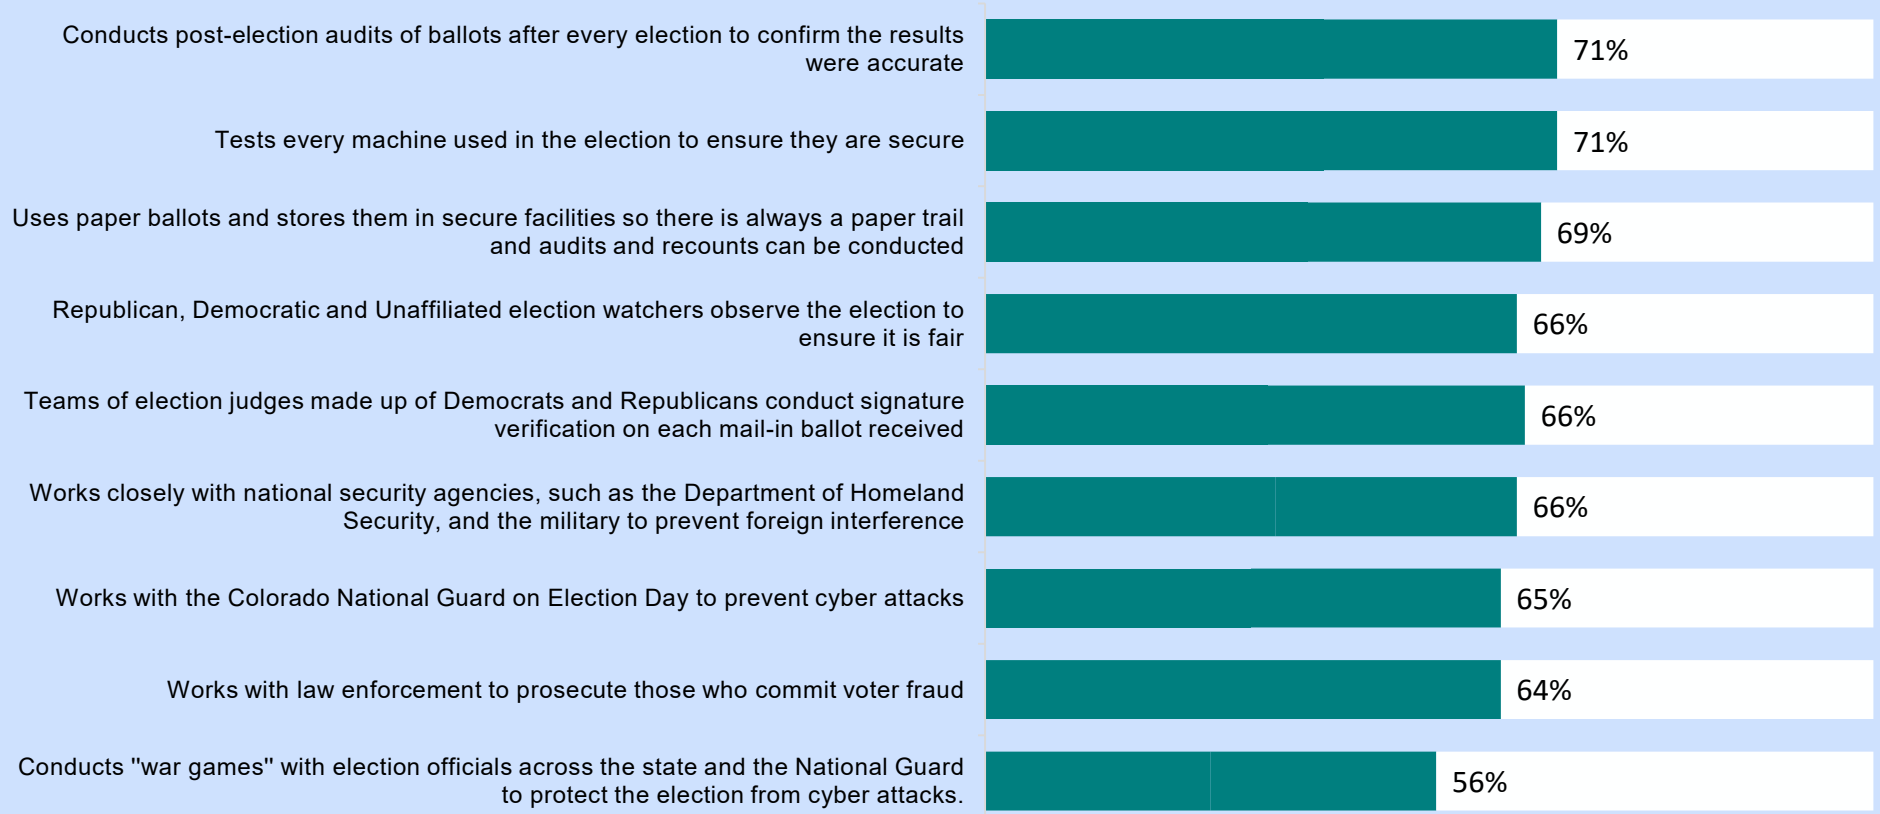 Conducts post-election audits of ballots after every election to confirm the results
were accurate
71%
Tests every machine used in the election to ensure they are secure
71%
Uses paper ballots and stores them in secure facilities so there is always a paper trail
and audits and recounts can be conducted
69%
Republican, Democratic and Unaffiliated election watchers observe the election to
ensure it is fair
66%
Teams of election judges made up of Democrats and Republicans conduct signature
verification on each mail-in ballot received
66%
Works closely with national security agencies, such as the Department of Homeland
Security, and the military to prevent foreign interference
66%
Works with the Colorado National Guard on Election Day to prevent cyber attacks
65%
Works with law enforcement to prosecute those who commit voter fraud
64%
Conducts "war games" with election officials across the state and the National Guard
to protect the election from cyber attacks.
56%